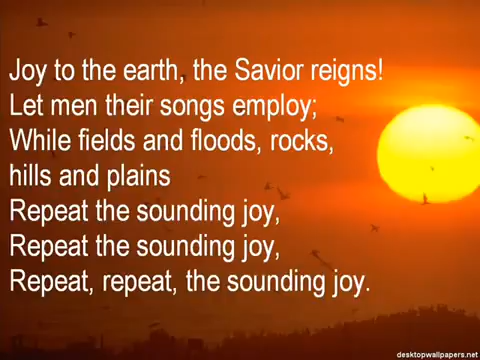 Joy to the earth, the Savior reigns!
Let men their songs employ;
While fields and floods, rocks,
hills and plains
Repeat the sounding joy,
Repeat the sounding joy,
Repeat, repeat, the sounding joy.
desktopwallpapers.net